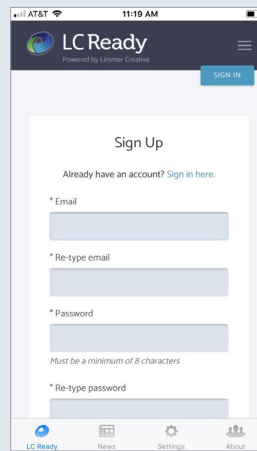 AT&T 11:19 AM
LC Ready
Powered by Limmer Creative
SIGN IN
Sign Up
Already have an account? Sign in here.
* Email
* Re-type email
* Password
Must be a minimum of 8 characters
* Re-type password
LC Ready News Settings About